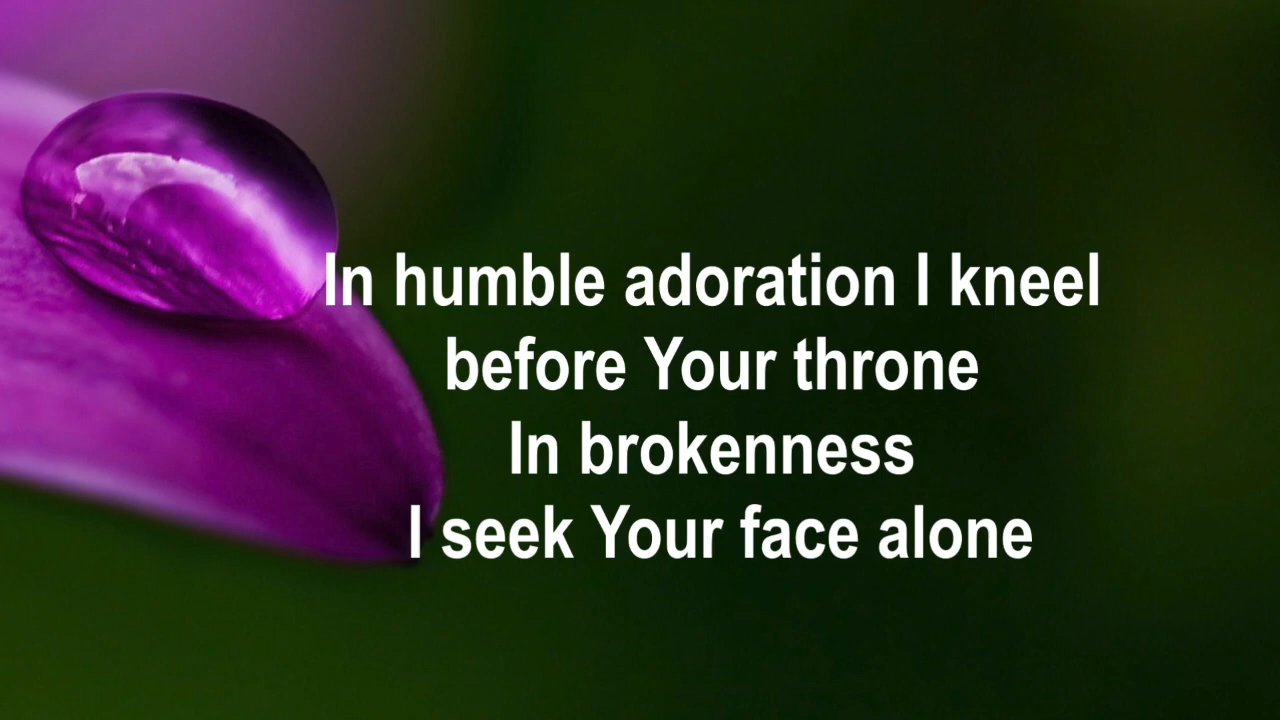 In humble adoration I kneel
before Your throne
In brokenness
I seek Your face alone